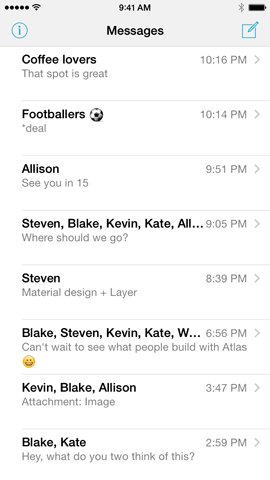 9:41 AM
Messages
Coffee lovers 10:16 PM
That spot is great
Footballers ⚽ 10:14 PM
*deal
Allison 9:51 PM
See you in 15
Steven, Blake, Kevin, Kate, All... 9:05 PM
Where should we go?
Steven 8:39 PM
Material design + Layer
Blake, Steven, Kevin, Kate, W... 6:56 PM
Can't wait to see what people build with Atlas
😀
Kevin, Blake, Allison 3:47 PM
Attachment: Image
Blake, Kate 2:59 PM
Hey, what do you two think of this?